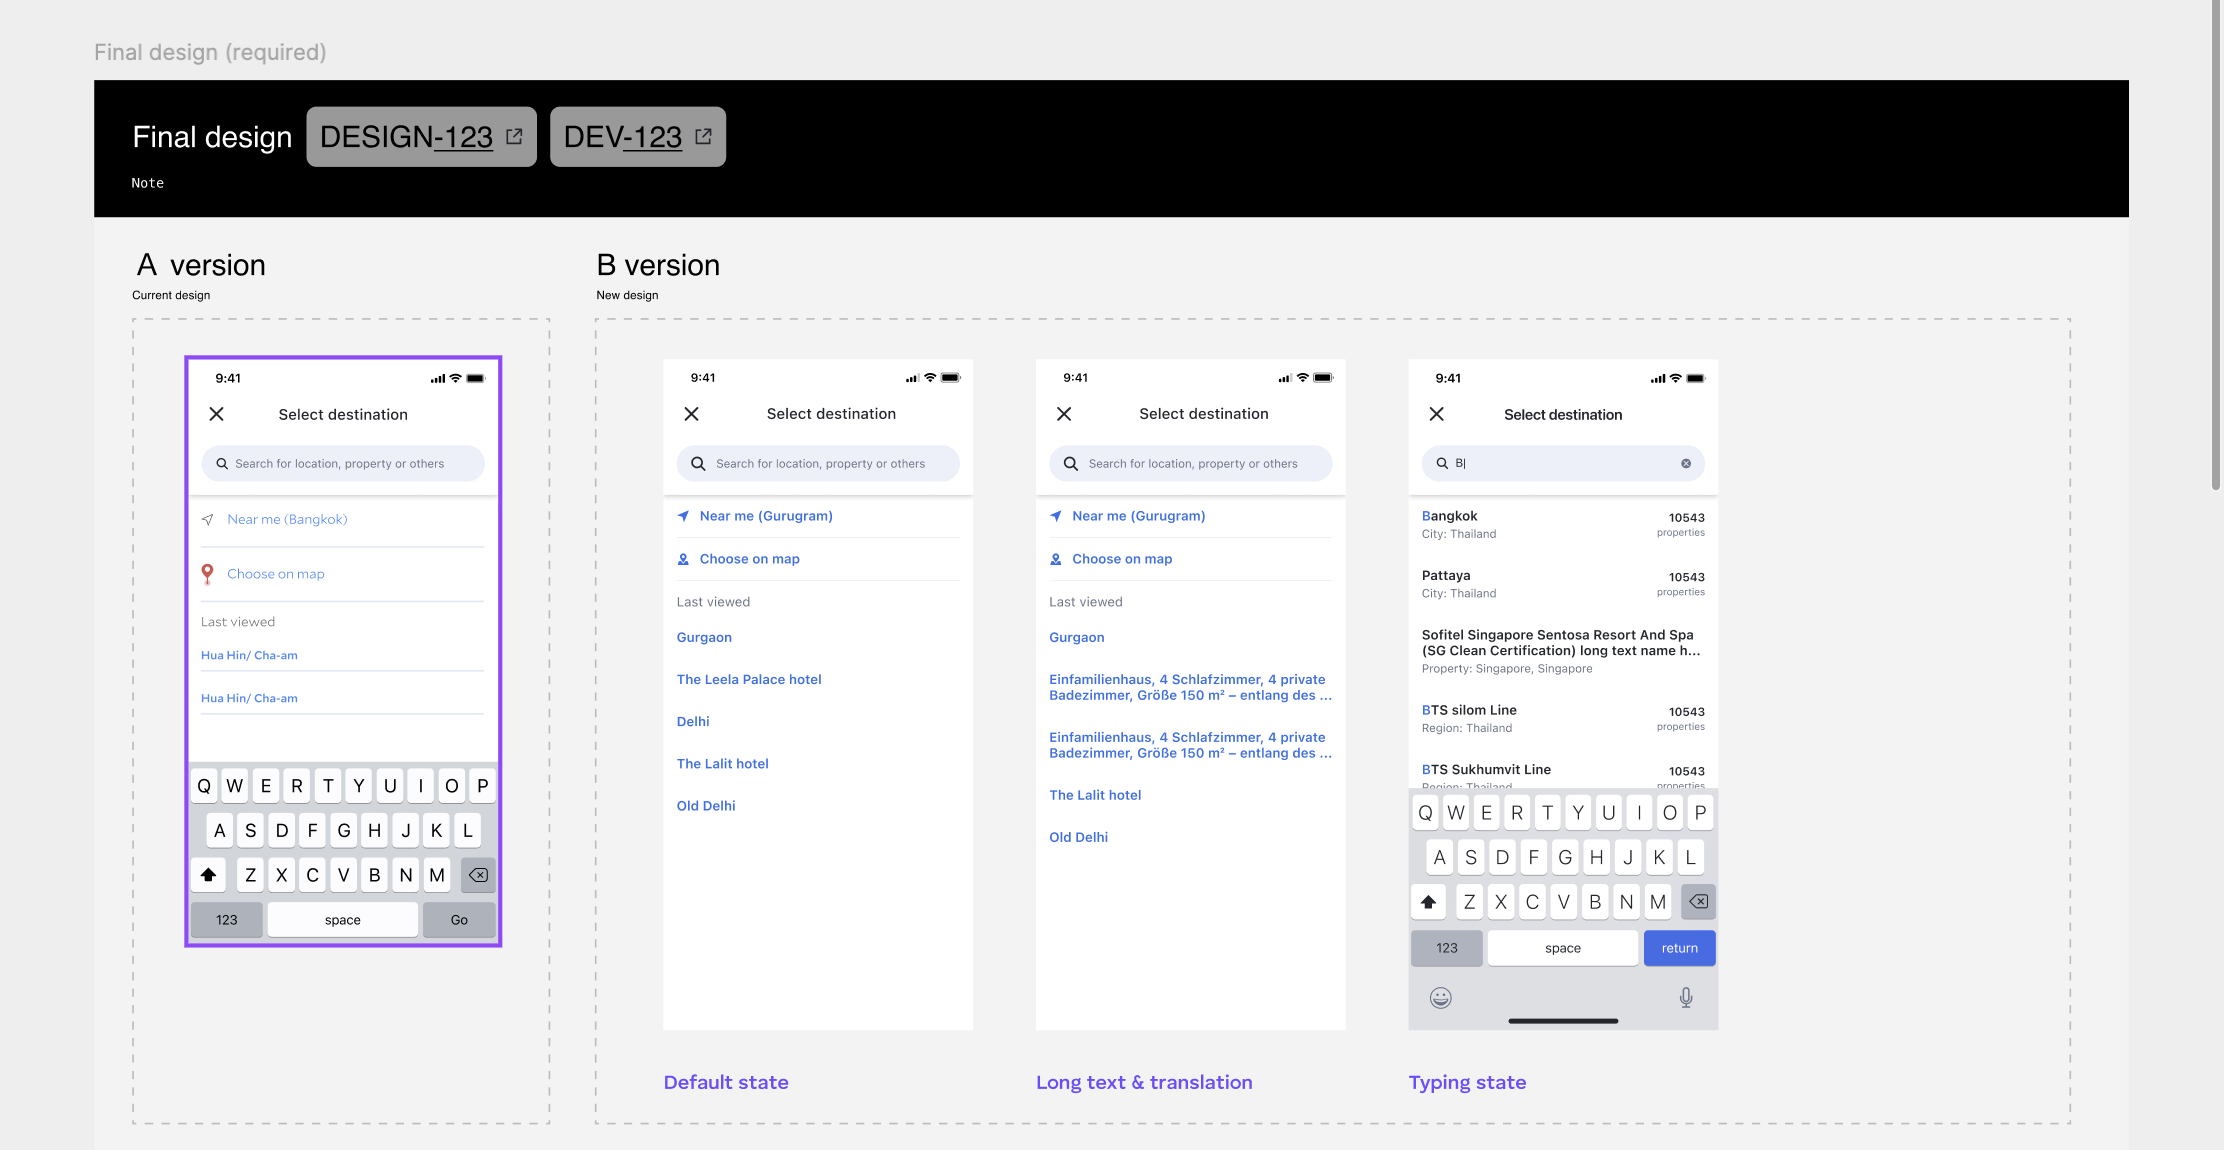 Final design (required)
Final design DESIGN-123 DEV-123
Note
A version
Current design
9:41
Select destination
Search for location, property or others
Near me (Bangkok)
Choose on map
Last viewed
Hua Hin/ Cha-am
Hua Hin/ Cha-am
Q W E R T Y U I O P
A S D F G H J K L
Z X C V B N M
123 space Go
B version
New design
9:41
Select destination
Search for location, property or others
Near me (Gurugram)
Choose on map
Last viewed
Gurgaon
The Leela Palace hotel
Delhi
The Lalit hotel
Old Delhi
Default state
9:41
Select destination
Search for location, property or others
Near me (Gurugram)
Choose on map
Last viewed
Gurgaon
Einfamilienhaus, 4 Schlafzimmer, 4 private
Badezimmer, Größe 150 m² – entlang des ...
Einfamilienhaus, 4 Schlafzimmer, 4 private
Badezimmer, Größe 150 m² – entlang des ...
The Lalit hotel
Old Delhi
Long text & translation
9:41
Select destination
B
Bangkok 10543
City: Thailand properties
Pattaya 10543
City: Thailand properties
Sofitel Singapore Sentosa Resort And Spa
(SG Clean Certification) long text name h...
Property: Singapore, Singapore
BTS silom Line 10543
Region: Thailand properties
BTS Sukhumvit Line 10543
Region: Thailand properties
Q W E R T Y U I O P
A S D F G H J K L
Z X C V B N M
123 space return
Typing state